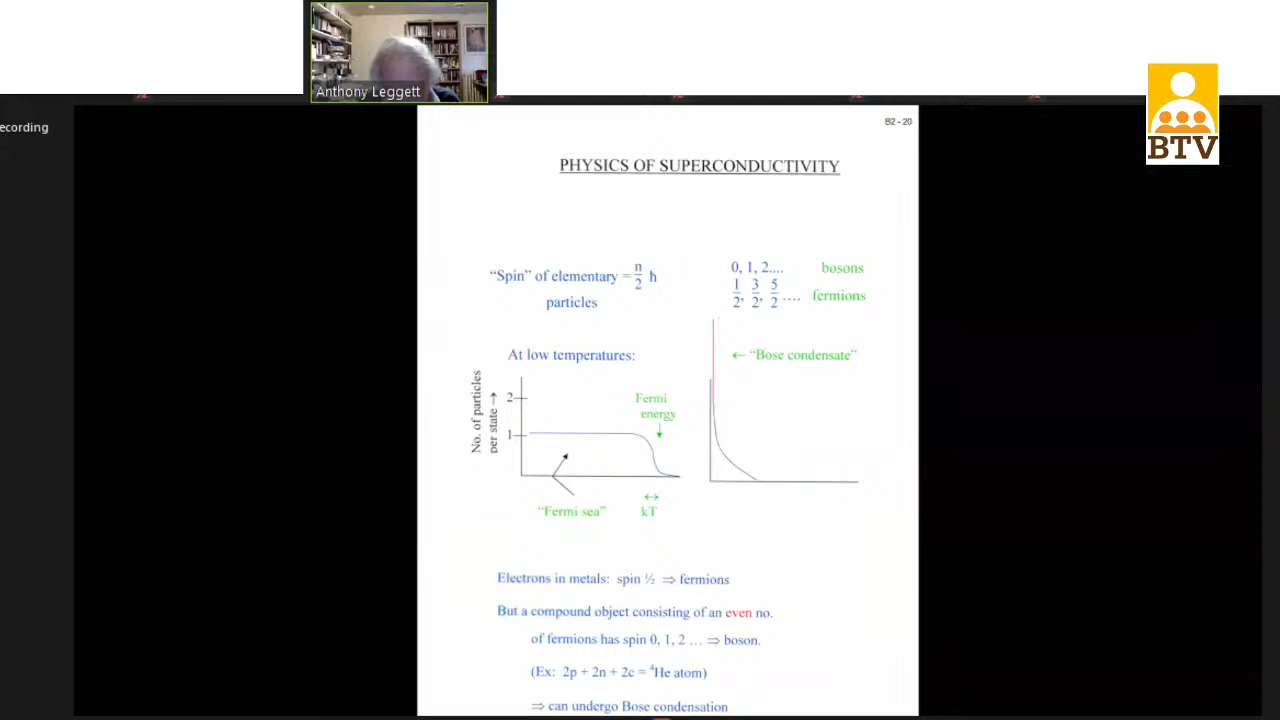 Anthony Leggett
ecording
BTV
B2 - 20
PHYSICS OF SUPERCONDUCTIVITY
"Spin" of elementary = n/2 ħ
particles
0, 1, 2.... bosons
1/2, 3/2, 5/2 .... fermions
At low temperatures:
← "Bose condensate"
No. of particles
per state →
2
1
Fermi
energy
↓
"Fermi sea"
↔
kT
Electrons in metals: spin ½ ⇒ fermions
But a compound object consisting of an even no.
of fermions has spin 0, 1, 2 ... ⇒ boson.
(Ex: 2p + 2n + 2e = ⁴He atom)
⇒ can undergo Bose condensation